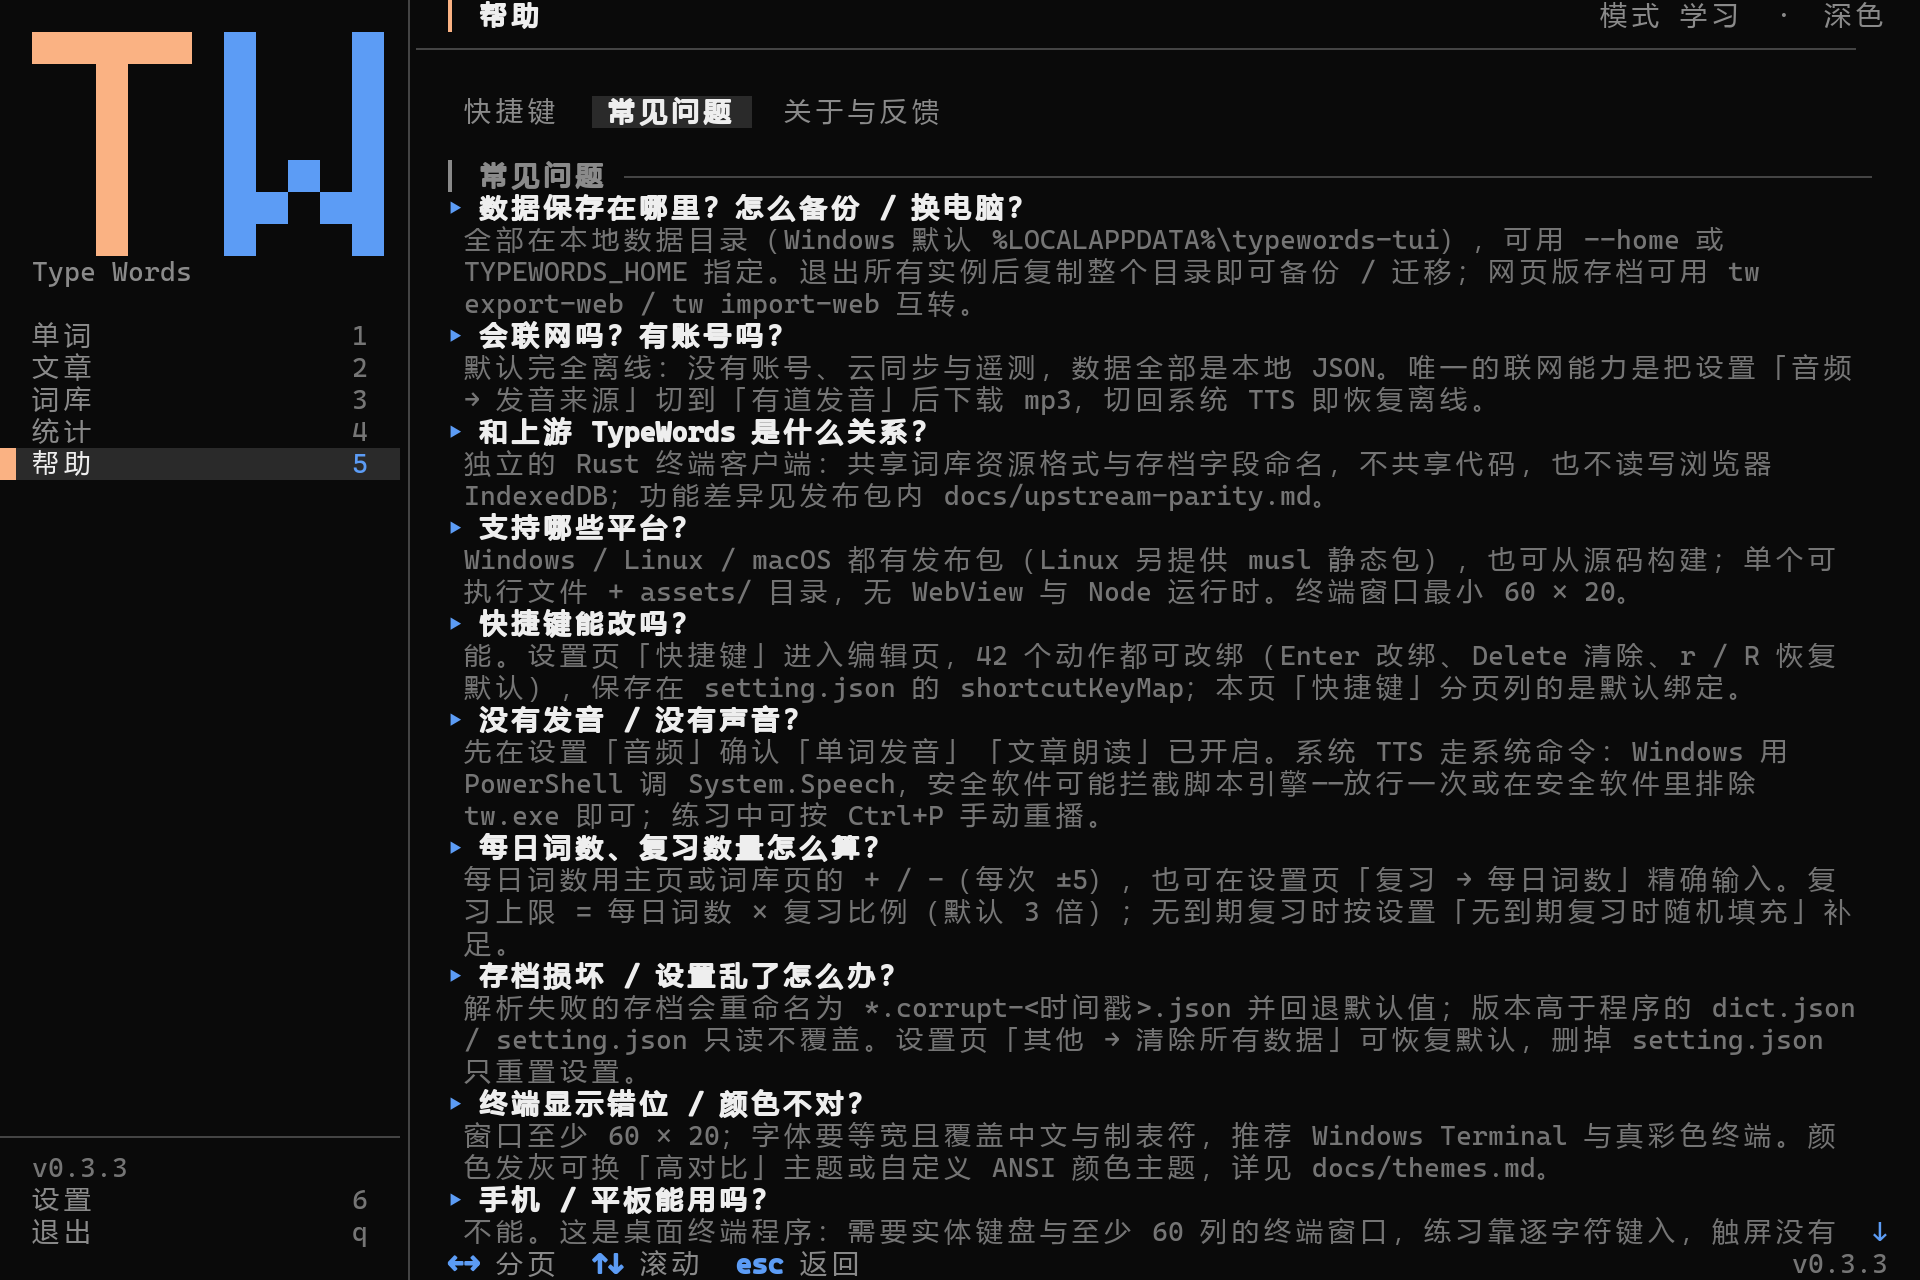 TW
Type Words
单词 1
文章 2
词库 3
统计 4
帮助 5
v0.3.3
设置 6
退出 q
帮助
模式 学习 · 深色
快捷键 常见问题 关于与反馈
常见问题
▸ 数据保存在哪里？怎么备份 / 换电脑？
全部在本地数据目录（Windows 默认 %LOCALAPPDATA%\typewords-tui），可用 --home 或
TYPEWORDS_HOME 指定。退出所有实例后复制整个目录即可备份 / 迁移；网页版存档可用 tw
export-web / tw import-web 互转。
▸ 会联网吗？有账号吗？
默认完全离线：没有账号、云同步与遥测，数据全部是本地 JSON。唯一的联网能力是把设置「音频
→ 发音来源」切到「有道发音」后下载 mp3，切回系统 TTS 即恢复离线。
▸ 和上游 TypeWords 是什么关系？
独立的 Rust 终端客户端：共享词库资源格式与存档字段命名，不共享代码，也不读写浏览器
IndexedDB；功能差异见发布包内 docs/upstream-parity.md。
▸ 支持哪些平台？
Windows / Linux / macOS 都有发布包（Linux 另提供 musl 静态包），也可从源码构建；单个可
执行文件 + assets/ 目录，无 WebView 与 Node 运行时。终端窗口最小 60 × 20。
▸ 快捷键能改吗？
能。设置页「快捷键」进入编辑页，42 个动作都可改绑（Enter 改绑、Delete 清除、r / R 恢复
默认），保存在 setting.json 的 shortcutKeyMap；本页「快捷键」分页列的是默认绑定。
▸ 没有发音 / 没有声音？
先在设置「音频」确认「单词发音」「文章朗读」已开启。系统 TTS 走系统命令：Windows 用
PowerShell 调 System.Speech，安全软件可能拦截脚本引擎——放行一次或在安全软件里排除
tw.exe 即可；练习中可按 Ctrl+P 手动重播。
▸ 每日词数、复习数量怎么算？
每日词数用主页或词库页的 + / -（每次 ±5），也可在设置页「复习 → 每日词数」精确输入。复
习上限 = 每日词数 × 复习比例（默认 3 倍）；无到期复习时按设置「无到期复习时随机填充」补
足。
▸ 存档损坏 / 设置乱了怎么办？
解析失败的存档会重命名为 *.corrupt-<时间戳>.json 并回退默认值；版本高于程序的 dict.json
/ setting.json 只读不覆盖。设置页「其他 → 清除所有数据」可恢复默认，删掉 setting.json
只重置设置。
▸ 终端显示错位 / 颜色不对？
窗口至少 60 × 20；字体要等宽且覆盖中文与制表符，推荐 Windows Terminal 与真彩色终端。颜
色发灰可换「高对比」主题或自定义 ANSI 颜色主题，详见 docs/themes.md。
▸ 手机 / 平板能用吗？
不能。这是桌面终端程序：需要实体键盘与至少 60 列的终端窗口，练习靠逐字符键入，触屏没有 ↓
←→ 分页 ↑↓ 滚动 esc 返回
v0.3.3